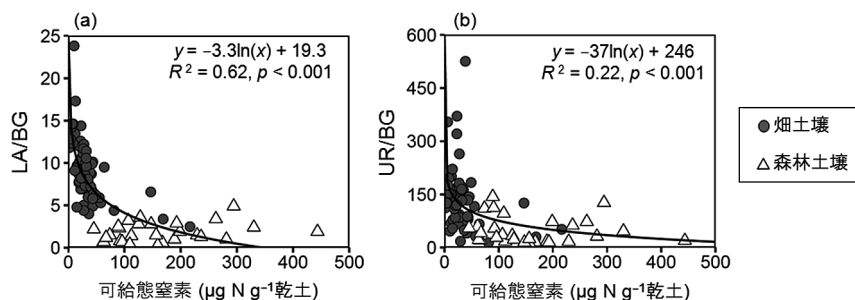 (a)
y = −3.3ln(x) + 19.3
R² = 0.62, p < 0.001
LA/BG
25
20
15
10
5
0
0 100 200 300 400 500
可給態窒素 (μg N g⁻¹乾土)
(b)
y = −37ln(x) + 246
R² = 0.22, p < 0.001
UR/BG
600
450
300
150
0
0 100 200 300 400 500
可給態窒素 (μg N g⁻¹乾土)
畑土壌
森林土壌